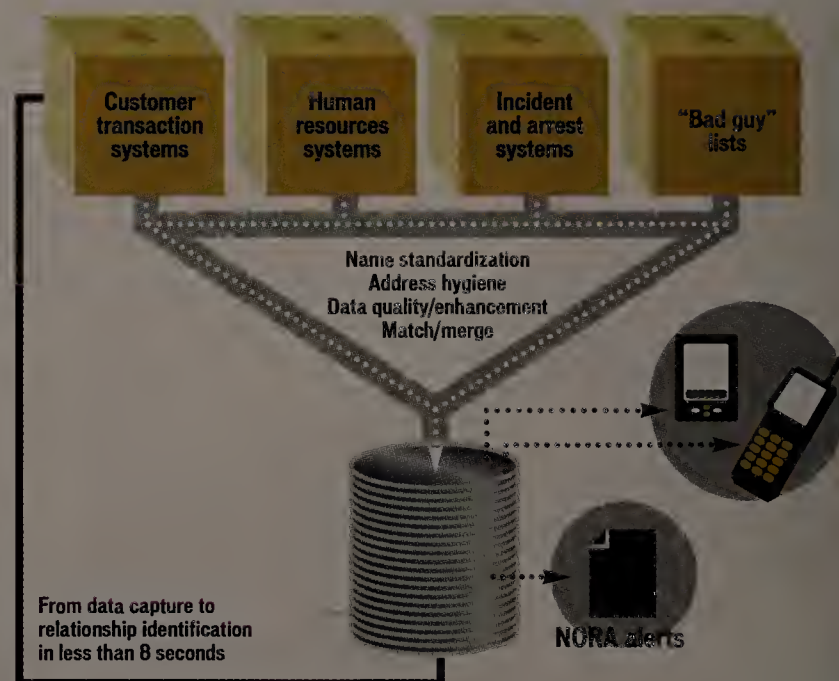 Customer
transaction
systems
Human
resources
systems
Incident
and arrest
systems
"Bad guy"
lists
Name standardization
Address hygiene
Data quality/enhancement
Match/merge
From data capture to
relationship identification
in less than 8 seconds
NORA alerts